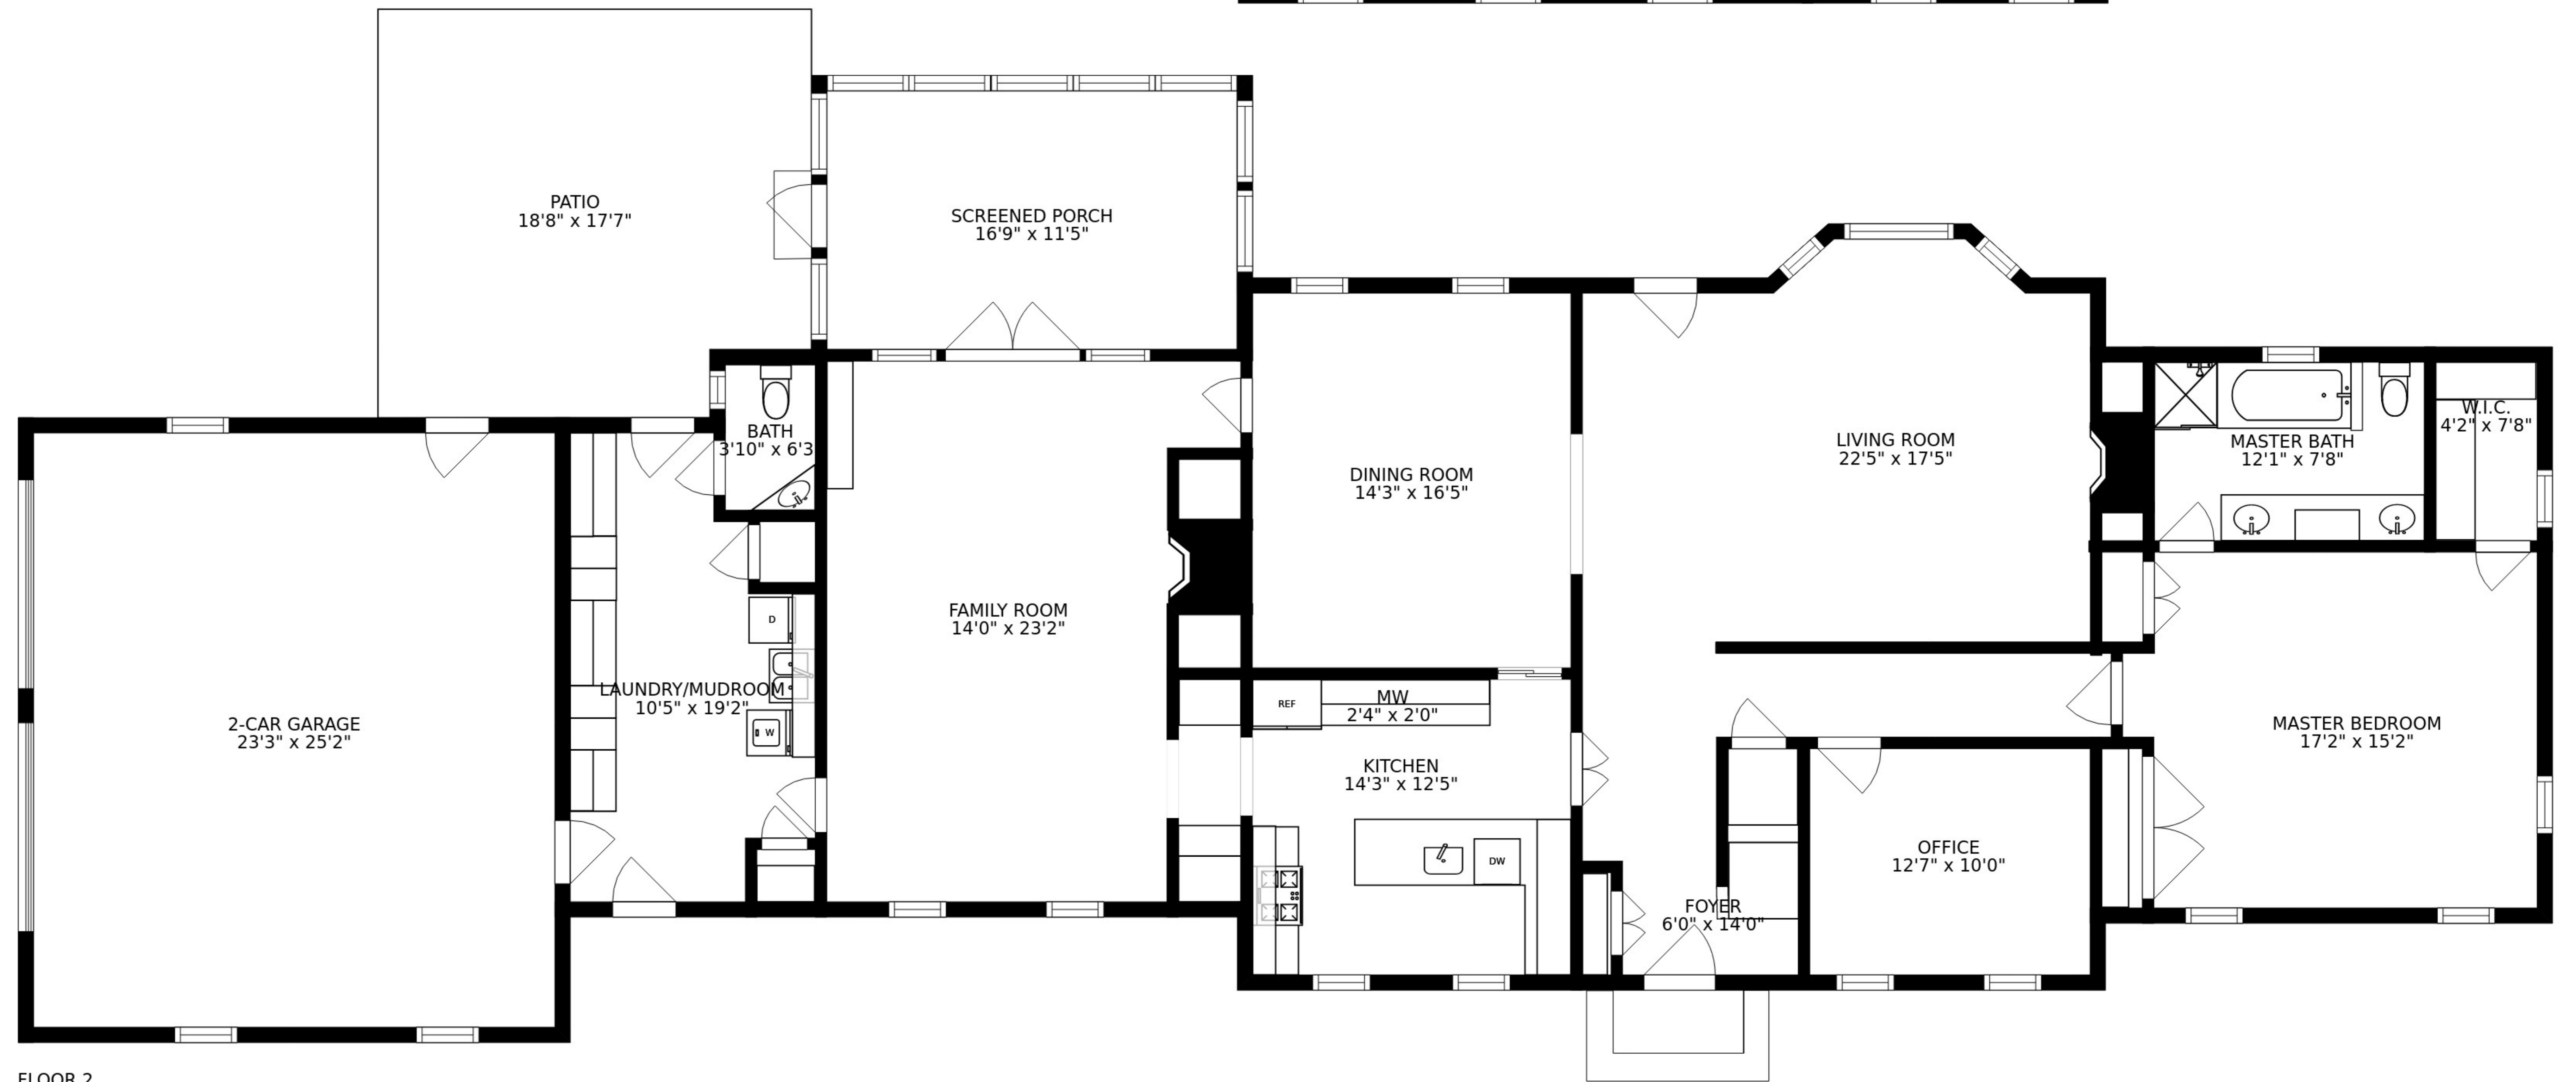 PATIO
18'8" x 17'7"
SCREENED PORCH
16'9" x 11'5"
BATH
3'10" x 6'3
LIVING ROOM
22'5" x 17'5"
W.I.C.
4'2" x 7'8"
MASTER BATH
12'1" x 7'8"
DINING ROOM
14'3" x 16'5"
FAMILY ROOM
14'0" x 23'2"
D
LAUNDRY/MUDROOM
10'5" x 19'2"
W
2-CAR GARAGE
23'3" x 25'2"
REF
MW
2'4" x 2'0"
KITCHEN
14'3" x 12'5"
DW
MASTER BEDROOM
17'2" x 15'2"
OFFICE
12'7" x 10'0"
FOYER
6'0" x 14'0"
FLOOR 2